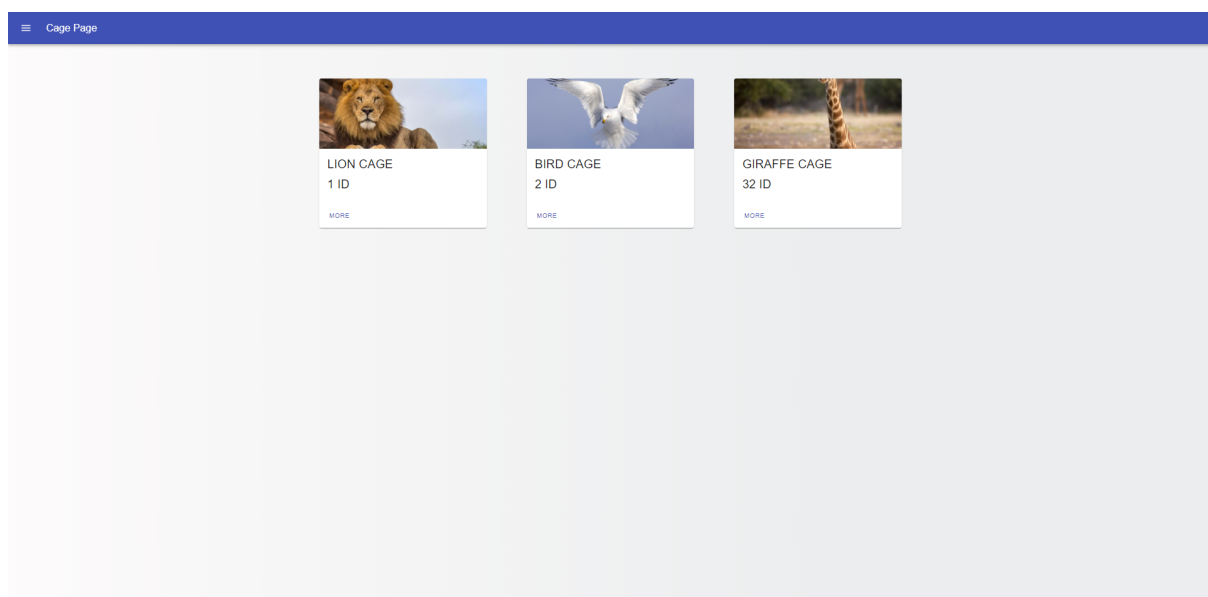 Cage Page
LION CAGE
1 ID
MORE
BIRD CAGE
2 ID
MORE
GIRAFFE CAGE
32 ID
MORE